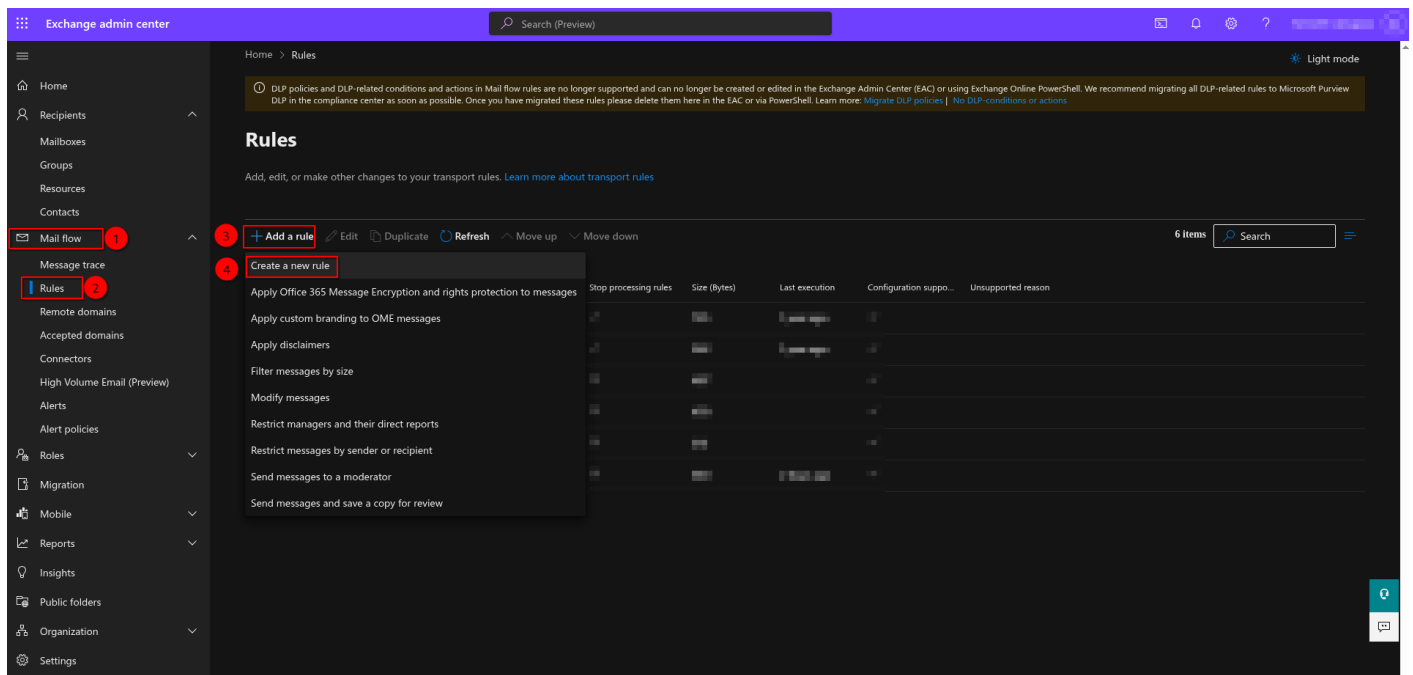 Exchange admin center
Search (Preview)
?
Home
Recipients
Mailboxes
Groups
Resources
Contacts
Mail flow
1
Message trace
Rules
2
Remote domains
Accepted domains
Connectors
High Volume Email (Preview)
Alerts
Alert policies
Roles
Migration
Mobile
Reports
Insights
Public folders
Organization
Settings
Home > Rules
Light mode
DLP policies and DLP-related conditions and actions in Mail flow rules are no longer supported and can no longer be created or edited in the Exchange Admin Center (EAC) or using Exchange Online PowerShell. We recommend migrating all DLP-related rules to Microsoft Purview
DLP in the compliance center as soon as possible. Once you have migrated these rules please delete them here in the EAC or via PowerShell. Learn more: Migrate DLP policies | No DLP-conditions or actions
Rules
Add, edit, or make other changes to your transport rules. Learn more about transport rules
3
Add a rule Edit Duplicate Refresh Move up Move down
6 items
Search
4
Create a new rule
Apply Office 365 Message Encryption and rights protection to messages
Apply custom branding to OME messages
Apply disclaimers
Filter messages by size
Modify messages
Restrict managers and their direct reports
Restrict messages by sender or recipient
Send messages to a moderator
Send messages and save a copy for review
Stop processing rules Size (Bytes) Last execution Configuration suppo... Unsupported reason